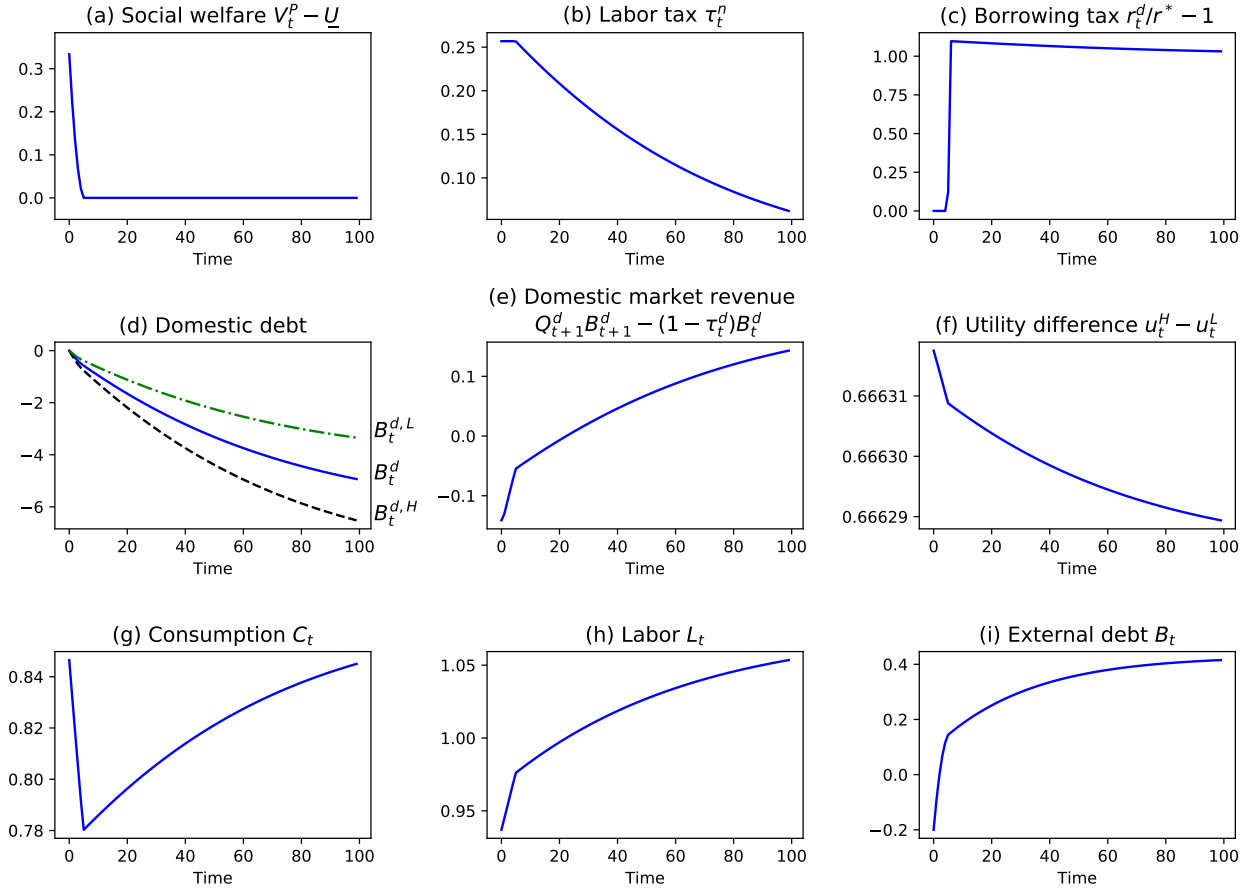 (a) Social welfare $V_t^P - \underline{U}$
0.3
0.2
0.1
0.0
0 20 40 60 80 100
Time
(b) Labor tax $\tau_t^n$
0.25
0.20
0.15
0.10
0 20 40 60 80 100
Time
(c) Borrowing tax $r_t^d/r^* - 1$
1.00
0.75
0.50
0.25
0.00
0 20 40 60 80 100
Time
(d) Domestic debt
0
−2
−4
−6
$B_t^{d,L}$
$B_t^d$
$B_t^{d,H}$
0 20 40 60 80 100
Time
(e) Domestic market revenue
$Q_{t+1}^d B_{t+1}^d - (1 - \tau_t^d)B_t^d$
0.1
0.0
−0.1
0 20 40 60 80 100
Time
(f) Utility difference $u_t^H - u_t^L$
0.66631
0.66630
0.66629
0 20 40 60 80 100
Time
(g) Consumption $C_t$
0.84
0.82
0.80
0.78
0 20 40 60 80 100
Time
(h) Labor $L_t$
1.05
1.00
0.95
0 20 40 60 80 100
Time
(i) External debt $B_t$
0.4
0.2
0.0
−0.2
0 20 40 60 80 100
Time